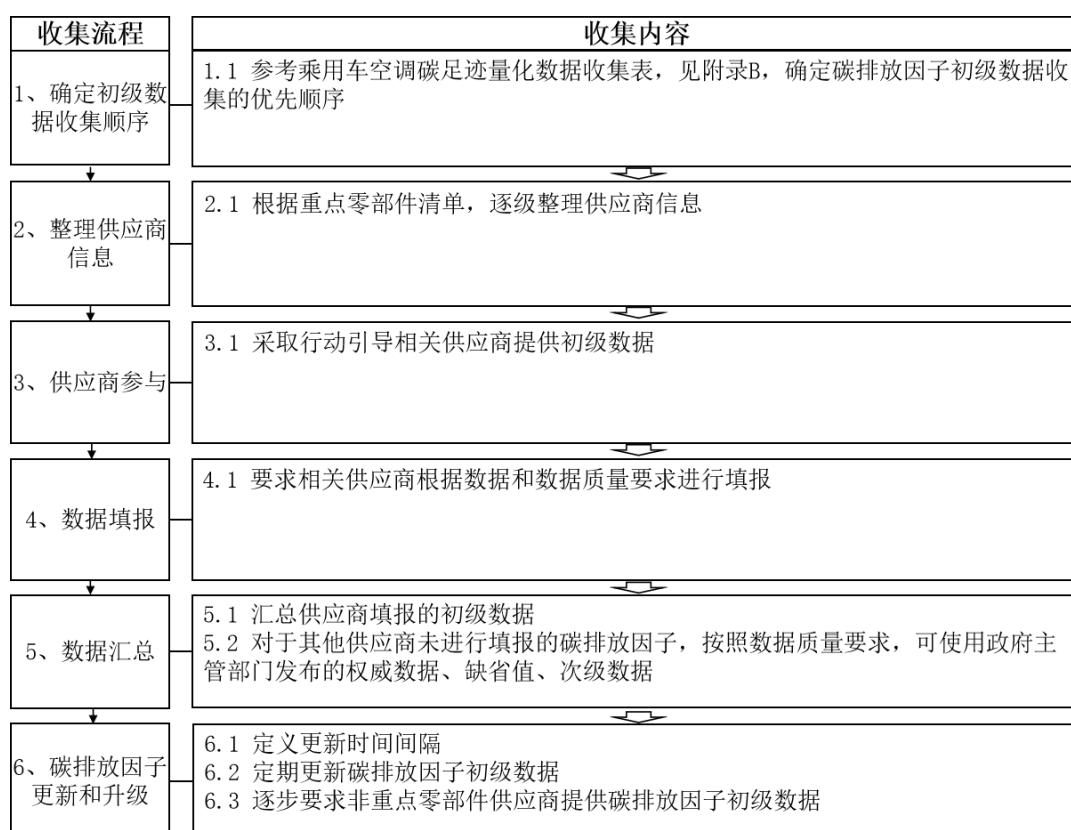 收集流程
收集内容
1、确定初级数
据收集顺序
1.1 参考乘用车空调碳足迹量化数据收集表，见附录B，确定碳排放因子初级数据收
集的优先顺序
2、整理供应商
信息
2.1 根据重点零部件清单，逐级整理供应商信息
3、供应商参与
3.1 采取行动引导相关供应商提供初级数据
4、数据填报
4.1 要求相关供应商根据数据和数据质量要求进行填报
5、数据汇总
5.1 汇总供应商填报的初级数据
5.2 对于其他供应商未进行填报的碳排放因子，按照数据质量要求，可使用政府主
管部门发布的权威数据、缺省值、次级数据
6、碳排放因子
更新和升级
6.1 定义更新时间间隔
6.2 定期更新碳排放因子初级数据
6.3 逐步要求非重点零部件供应商提供碳排放因子初级数据